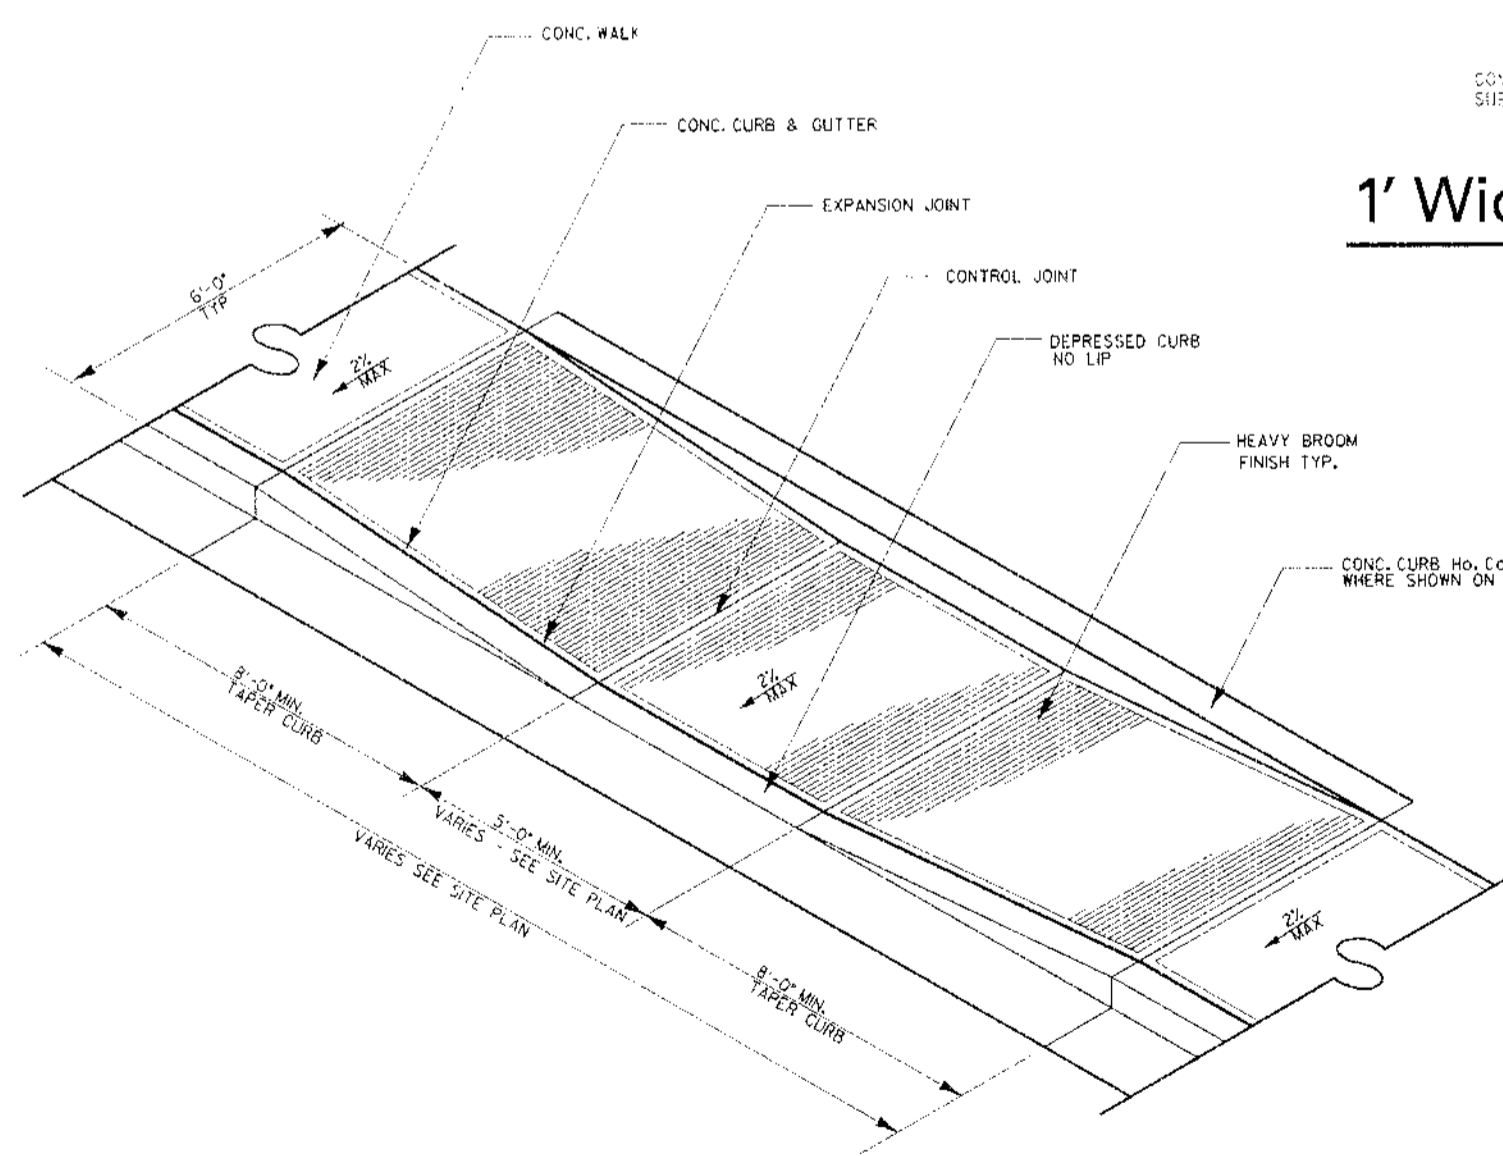 CONC. WALK
CONC. CURB & GUTTER
EXPANSION JOINT
1' Wi
CONTROL JOINT
6'-0"
TYP
DEPRESSED CURB
NO LIP
2%
MAX
HEAVY BROOM
FINISH TYP.
CONC. CURB Ho. Co
WHERE SHOWN ON
2%
MAX
8'-0" MIN.
TAPER CURB
5'-0" MIN.
VARIES - SEE SITE PLAN
VARIES SEE SITE PLAN
2%
MAX
8'-0" MIN.
TAPER CURB